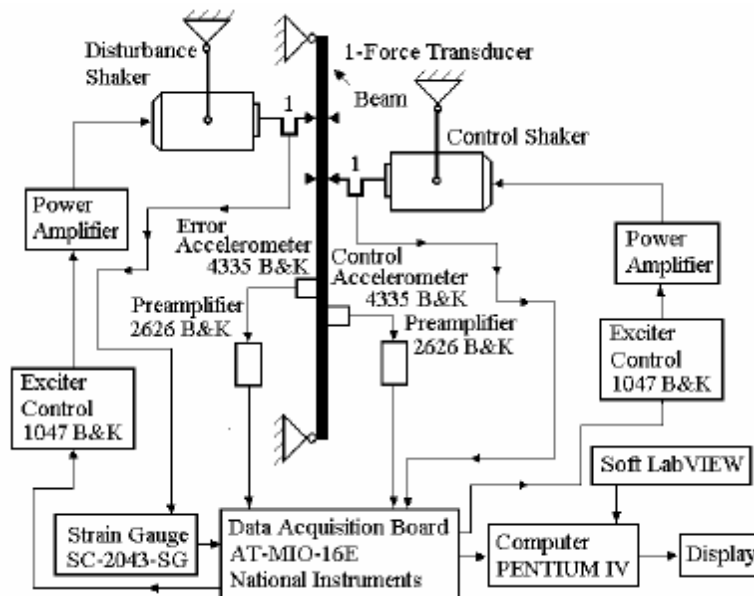 Disturbance
Shaker
1-Force Transducer
Beam
1
Control Shaker
1
Power
Amplifier
Error
Accelerometer
4335 B&K
Control
Accelerometer
4335 B&K
Power
Amplifier
Preamplifier
2626 B&K
Preamplifier
2626 B&K
Exciter
Control
1047 B&K
Exciter
Control
1047 B&K
Soft LabVIEW
Strain Gauge
SC-2043-SG
Data Acquisition Board
AT-MIO-16E
National Instruments
Computer
PENTIUM IV
Display